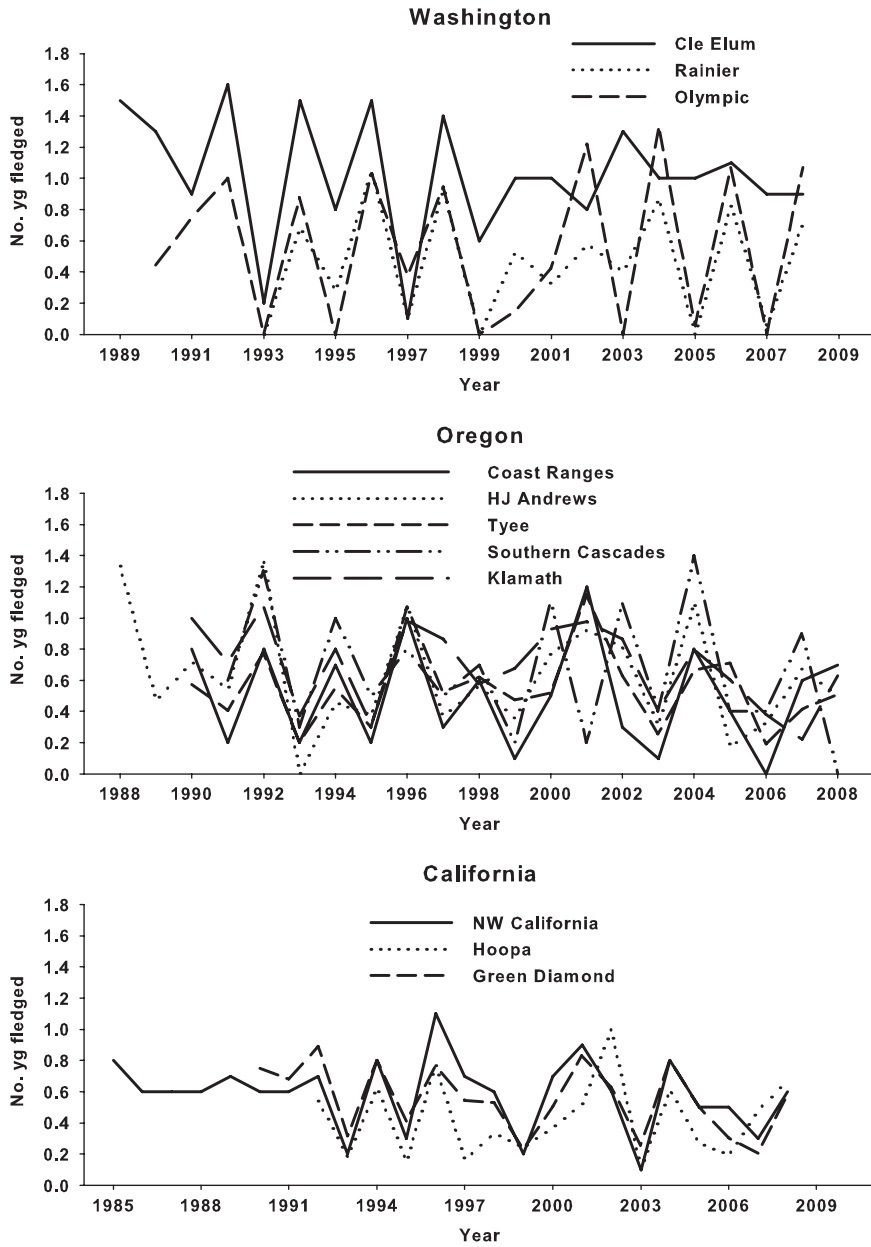 Washington
Cle Elum
Rainier
Olympic
No. yg fledged
1.8
1.6
1.4
1.2
1.0
0.8
0.6
0.4
0.2
0.0
1989 1991 1993 1995 1997 1999 2001 2003 2005 2007 2009
Year
Oregon
Coast Ranges
HJ Andrews
Tyee
Southern Cascades
Klamath
No. yg fledged
1.8
1.6
1.4
1.2
1.0
0.8
0.6
0.4
0.2
0.0
1988 1990 1992 1994 1996 1998 2000 2002 2004 2006 2008
Year
California
NW California
Hoopa
Green Diamond
No. yg fledged
1.8
1.6
1.4
1.2
1.0
0.8
0.6
0.4
0.2
0.0
1985 1988 1991 1994 1997 2000 2003 2006 2009
Year